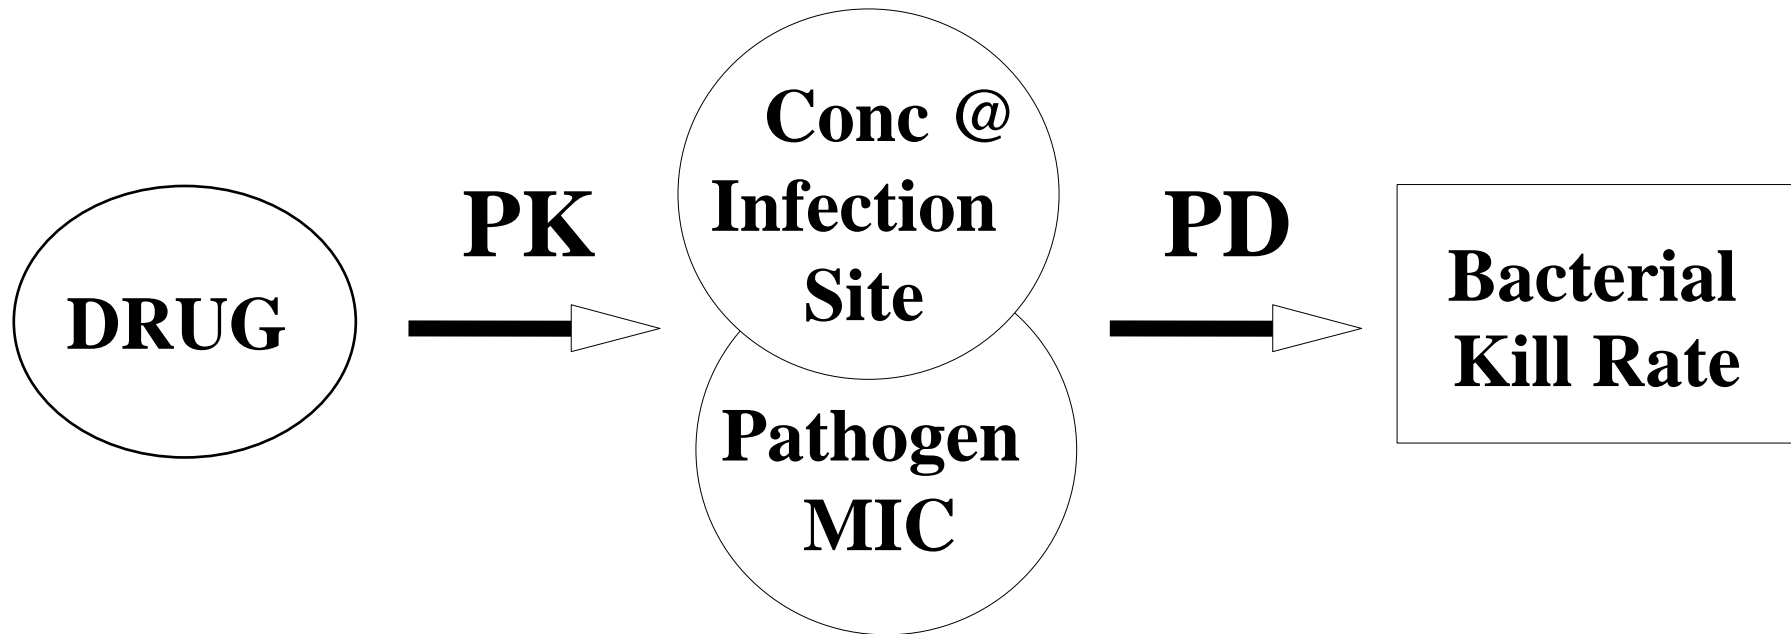 DRUG
PK
Conc @
Infection
Site
Pathogen
MIC
PD
Bacterial
Kill Rate